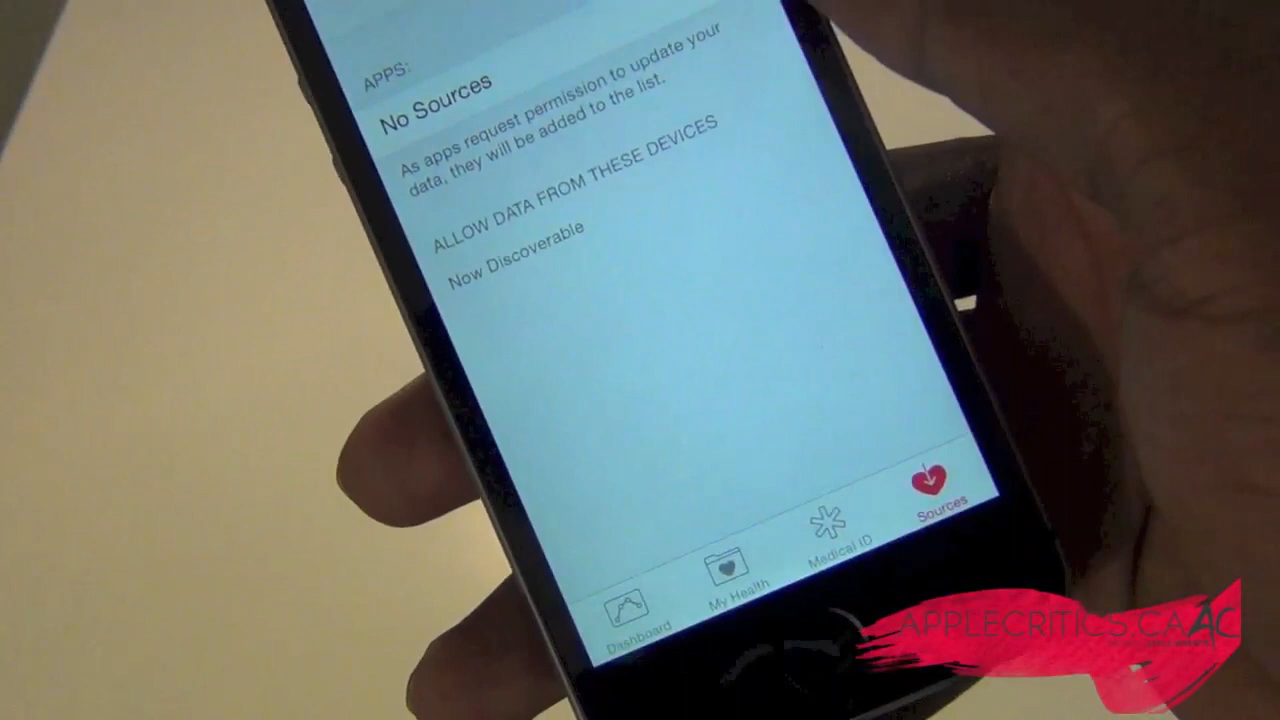 APPS:
No Sources
As apps request permission to update your
data, they will be added to the list.
ALLOW DATA FROM THESE DEVICES
Now Discoverable
Dashboard
My Health
Medical ID
Sources
APPLECRITICS.CA AC